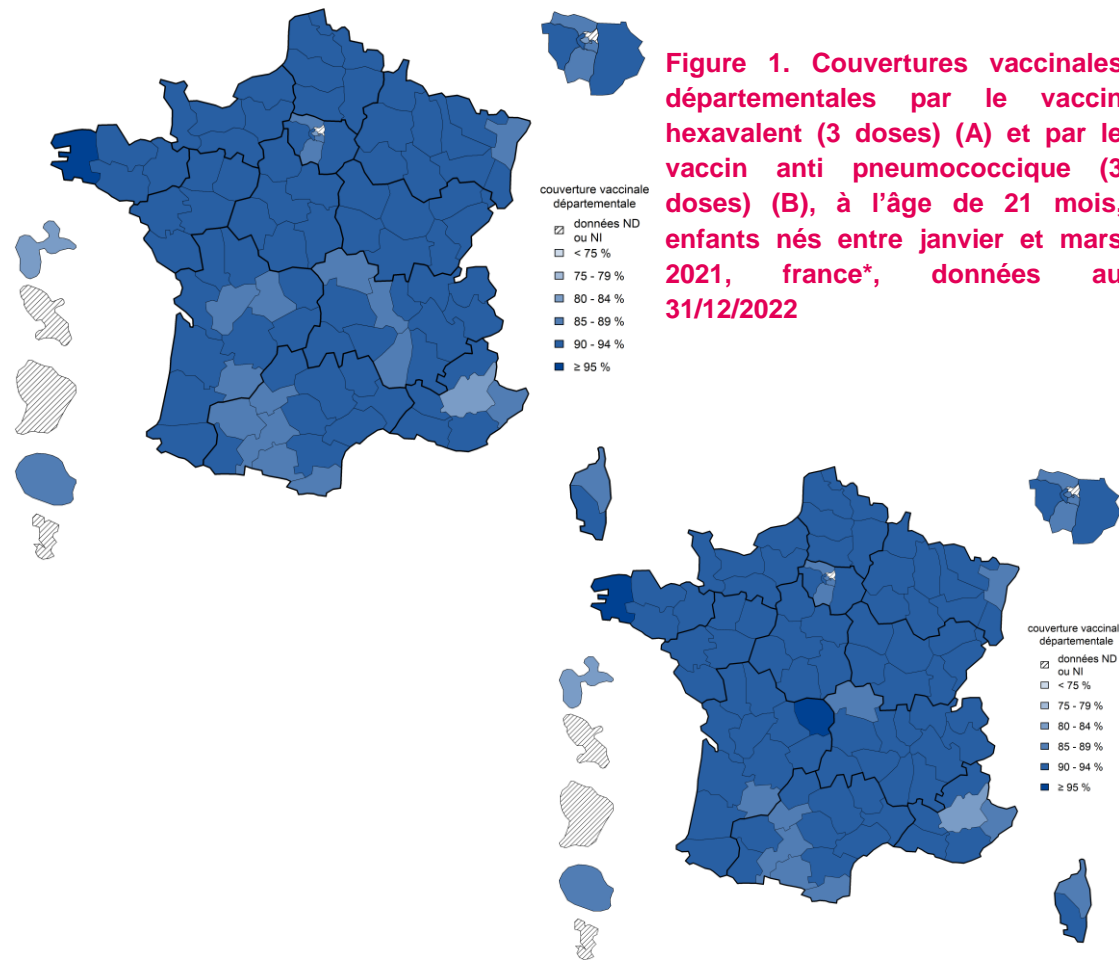 Figure 1. Couvertures vaccinales
départementales par le vaccin
hexavalent (3 doses) (A) et par le
vaccin anti pneumococcique (3
doses) (B), à l’âge de 21 mois,
enfants nés entre janvier et mars
2021, france*, données au
31/12/2022
couverture vaccinale
départementale
données ND
ou NI
< 75 %
75 - 79 %
80 - 84 %
85 - 89 %
90 - 94 %
≥ 95 %
couverture vaccinal
départementale
données ND
ou NI
< 75 %
75 - 79 %
80 - 84 %
85 - 89 %
90 - 94 %
≥ 95 %